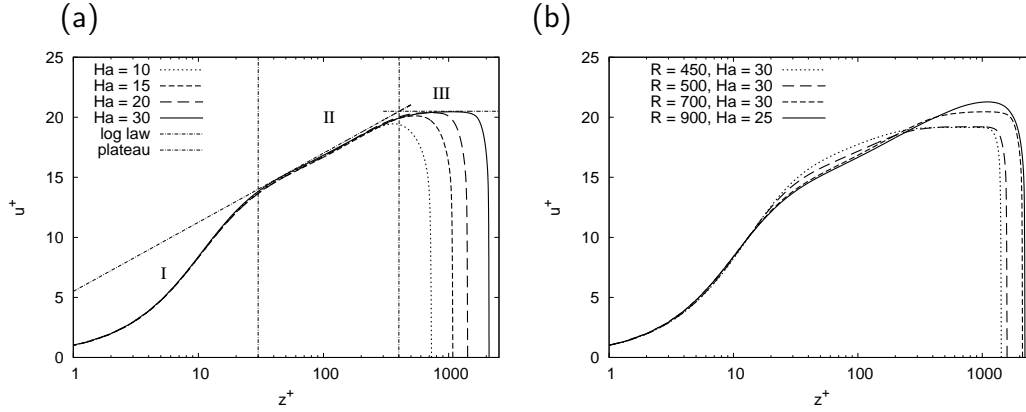 (a)
25
20
15
10
5
0
1
10
100
1000
u+
z+
Ha = 10
Ha = 15
Ha = 20
Ha = 30
log law
plateau
I
II
III
(b)
25
20
15
10
5
0
1
10
100
1000
u+
z+
R = 450, Ha = 30
R = 500, Ha = 30
R = 700, Ha = 30
R = 900, Ha = 25